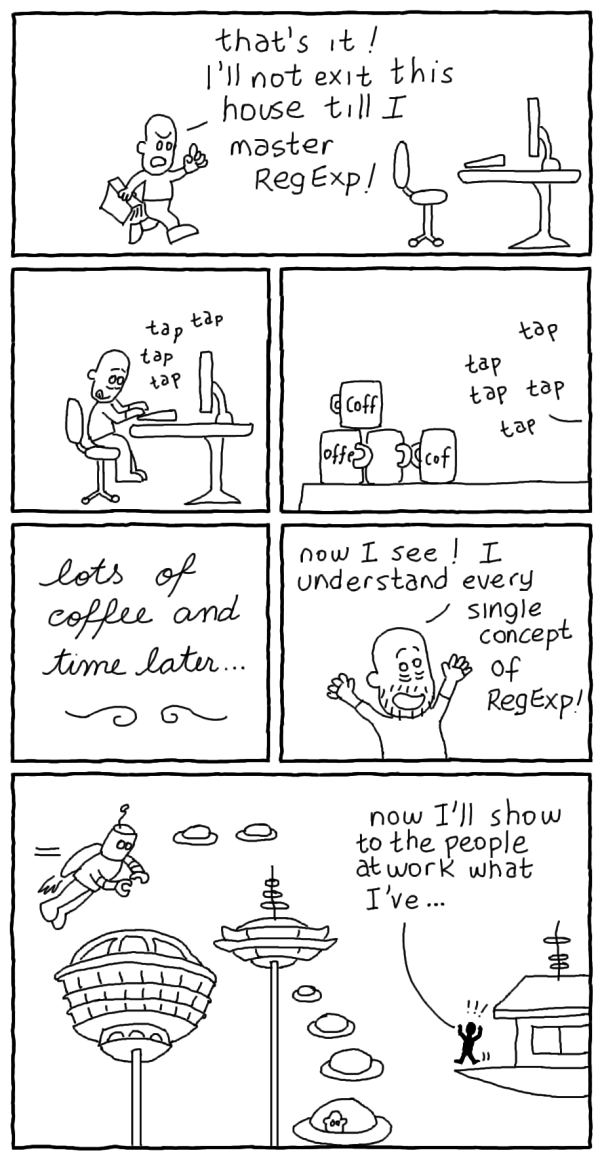 that's it!
I'll not exit this
house till I
master
RegExp!
tap tap
tap
tap
tap
tap
tap tap
tap
Coff
offe
Cof
lots of
coffee and
time later...
now I see! I
understand every
single
concept
of
RegExp!
now I'll show
to the people
at work what
I've...
!!!